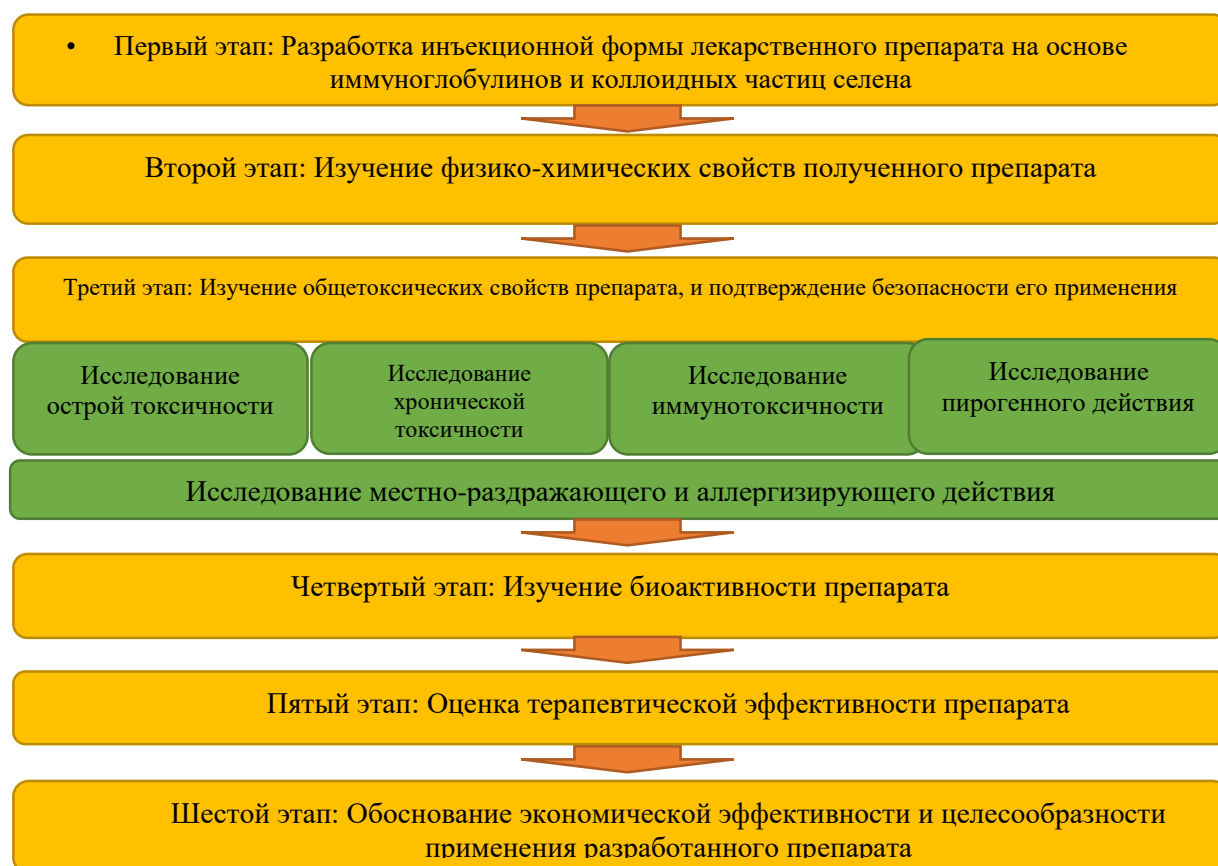 • Первый этап: Разработка инъекционной формы лекарственного препарата на основе
иммуноглобулинов и коллоидных частиц селена
Второй этап: Изучение физико-химических свойств полученного препарата
Третий этап: Изучение общетоксических свойств препарата, и подтверждение безопасности его применения
Исследование
острой токсичности
Исследование
хронической
токсичности
Исследование
иммунотоксичности
Исследование
пирогенного действия
Исследование местно-раздражающего и аллергизирующего действия
Четвертый этап: Изучение биоактивности препарата
Пятый этап: Оценка терапевтической эффективности препарата
Шестой этап: Обоснование экономической эффективности и целесообразности
применения разработанного препарата